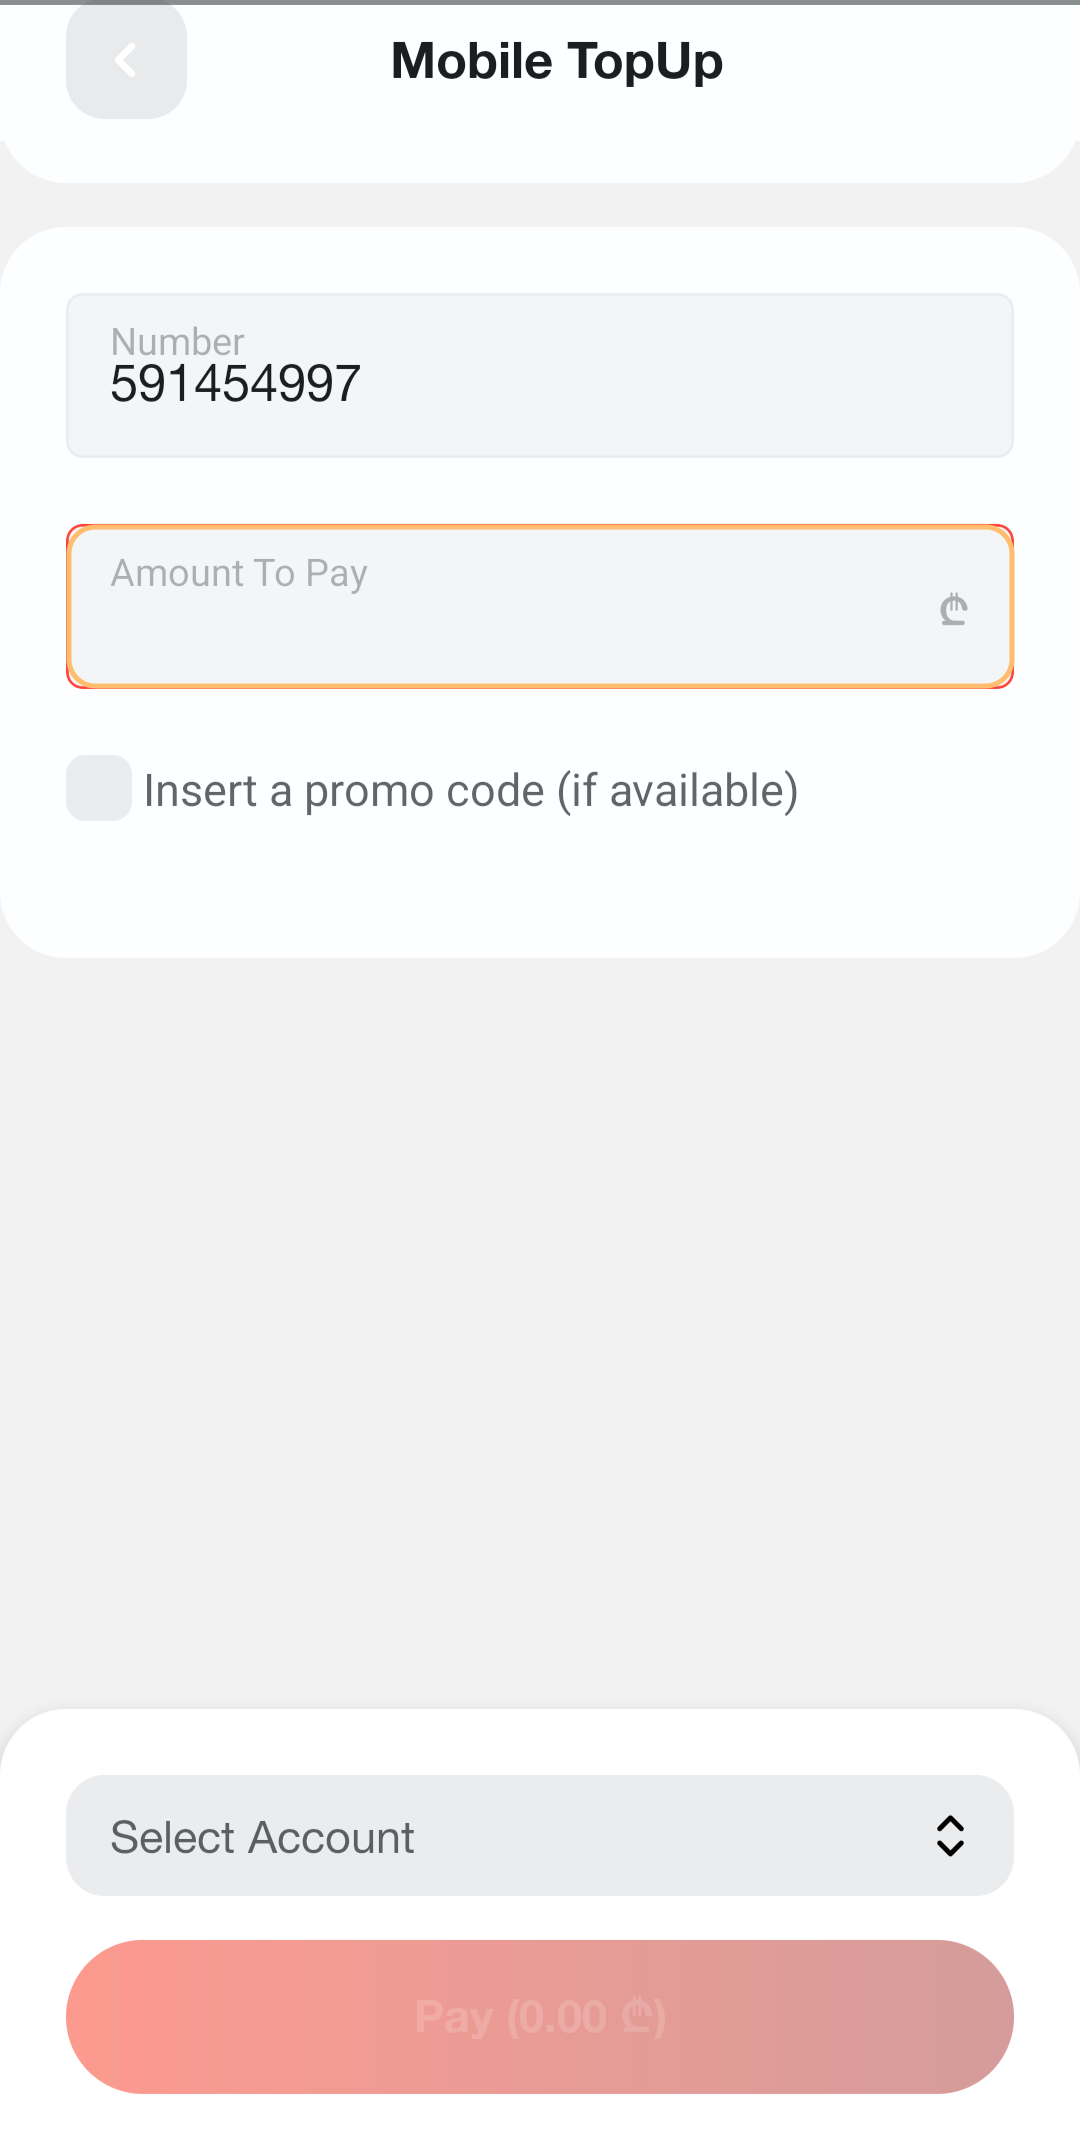 Mobile TopUp
Number
591454997
Amount To Pay
₾
Insert a promo code (if available)
Select Account
Pay (0.00 ₾)